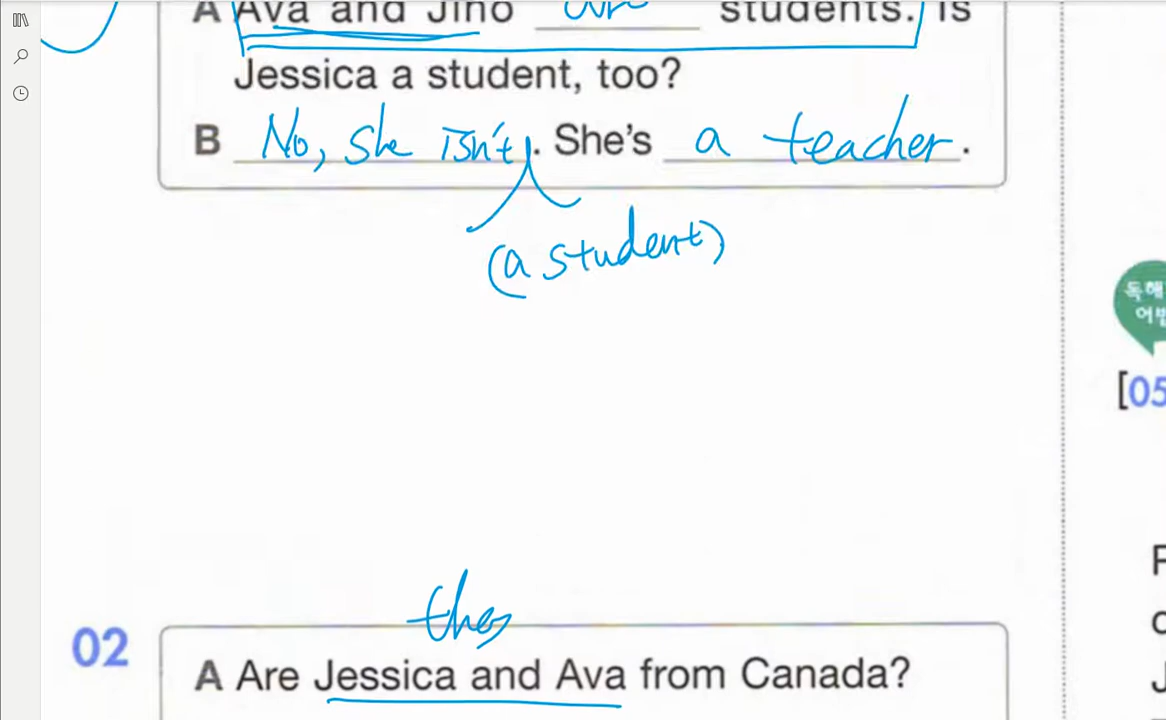 A Ava and Jino are students. Is
Jessica a student, too?
B No, she isn't. She's a teacher.
(a student)
독해
[05
they
02
A Are Jessica and Ava from Canada?